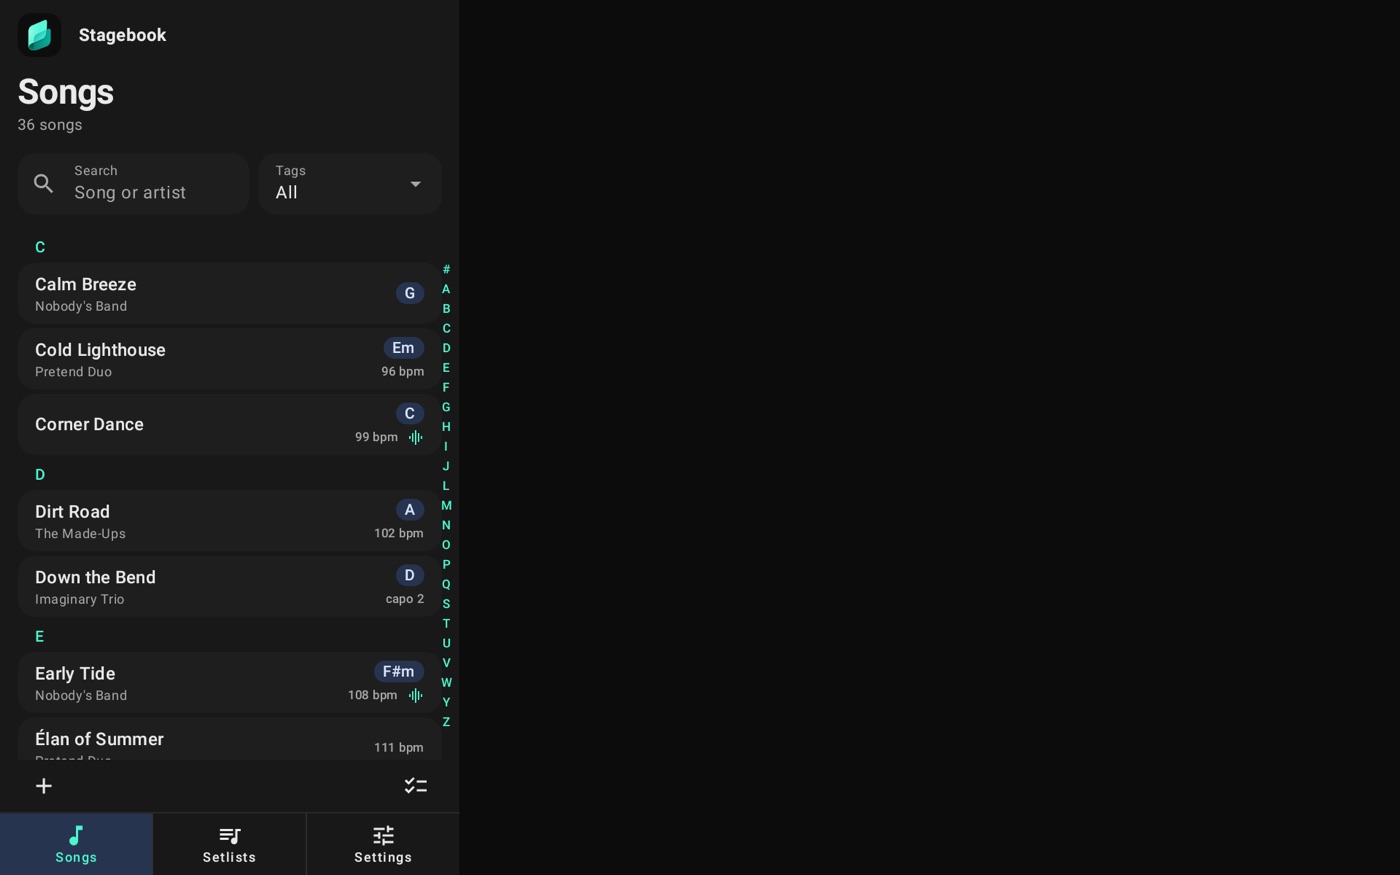 Stagebook
Songs
36 songs
Search
Song or artist
Tags
All
C
Calm Breeze
Nobody's Band
G
Cold Lighthouse
Pretend Duo
Em
96 bpm
Corner Dance
C
99 bpm
D
Dirt Road
The Made-Ups
A
102 bpm
Down the Bend
Imaginary Trio
D
capo 2
E
Early Tide
Nobody's Band
F#m
108 bpm
Élan of Summer
Pretend Duo
111 bpm
#
A
B
C
D
E
F
G
H
I
J
L
M
N
O
P
Q
S
T
U
V
W
Y
Z
Songs
Setlists
Settings